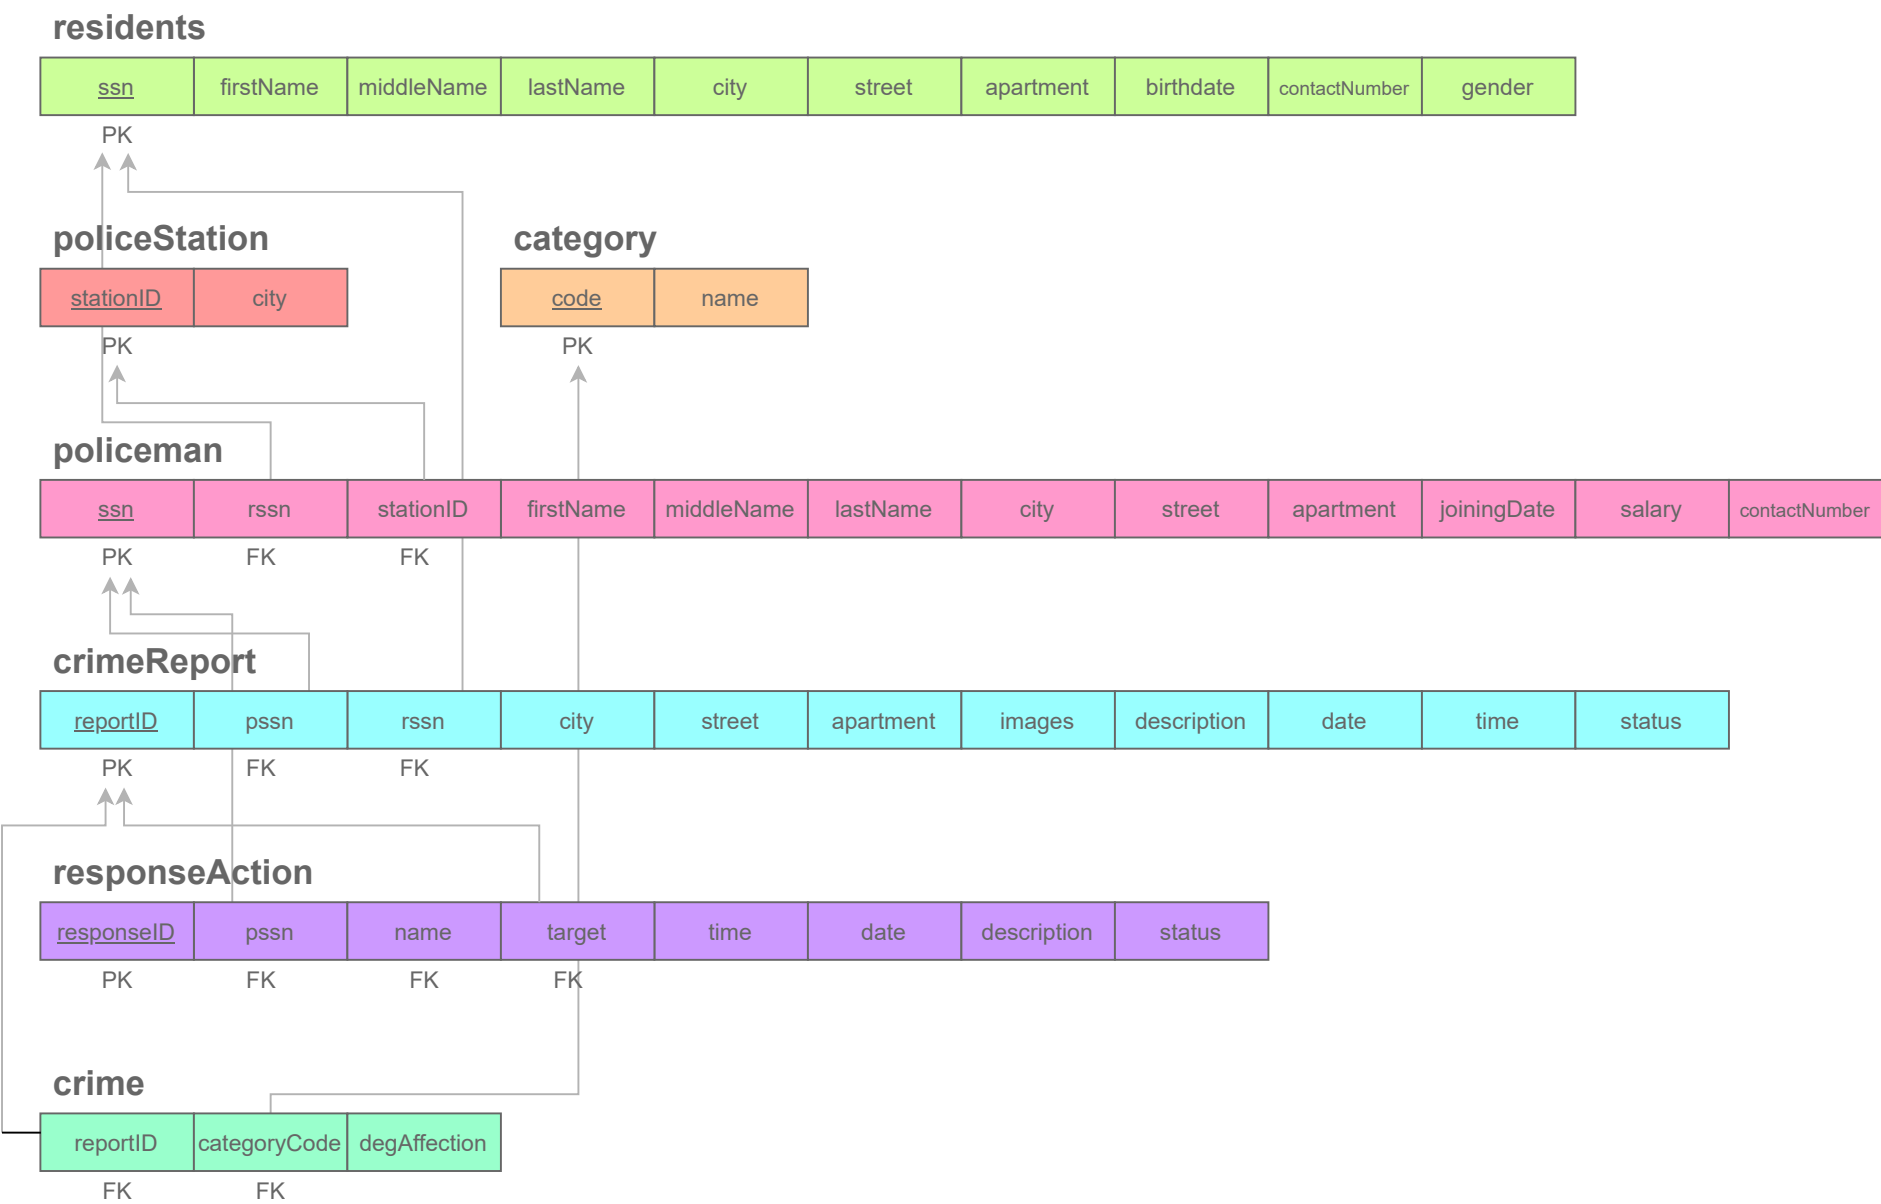 residents
ssn firstName middleName lastName city street apartment birthdate contactNumber gender
PK
policeStation category
stationID city code name
PK PK
policeman
ssn rssn stationID firstName middleName lastName city street apartment joiningDate salary contactNumber
PK FK FK
crimeReport
reportID pssn rssn city street apartment images description date time status
PK FK FK
responseAction
responseID pssn name target time date description status
PK FK FK FK
crime
reportID categoryCode degAffection
FK FK